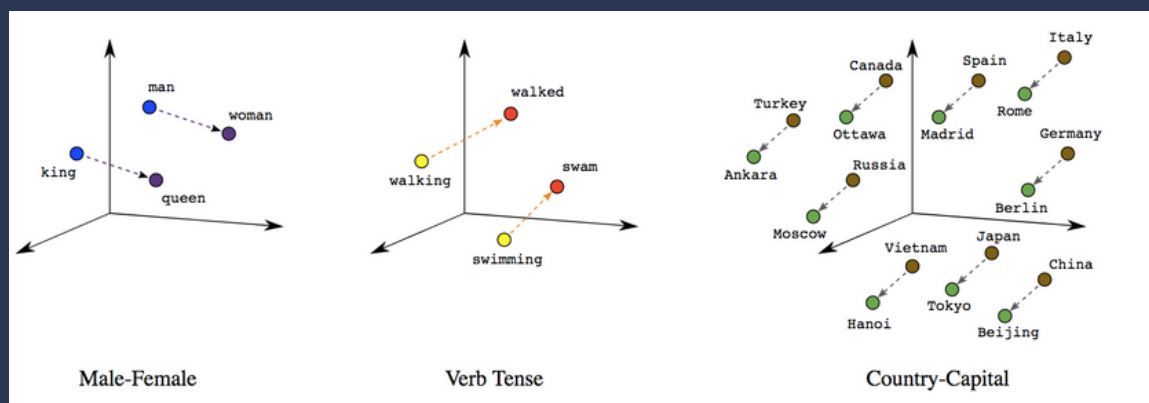 man
woman
king
queen
Male-Female
walked
walking
swam
swimming
Verb Tense
Italy
Spain
Canada
Rome
Turkey
Ottawa
Madrid
Germany
Ankara
Russia
Berlin
Moscow
Japan
Vietnam
China
Tokyo
Hanoi
Beijing
Country-Capital